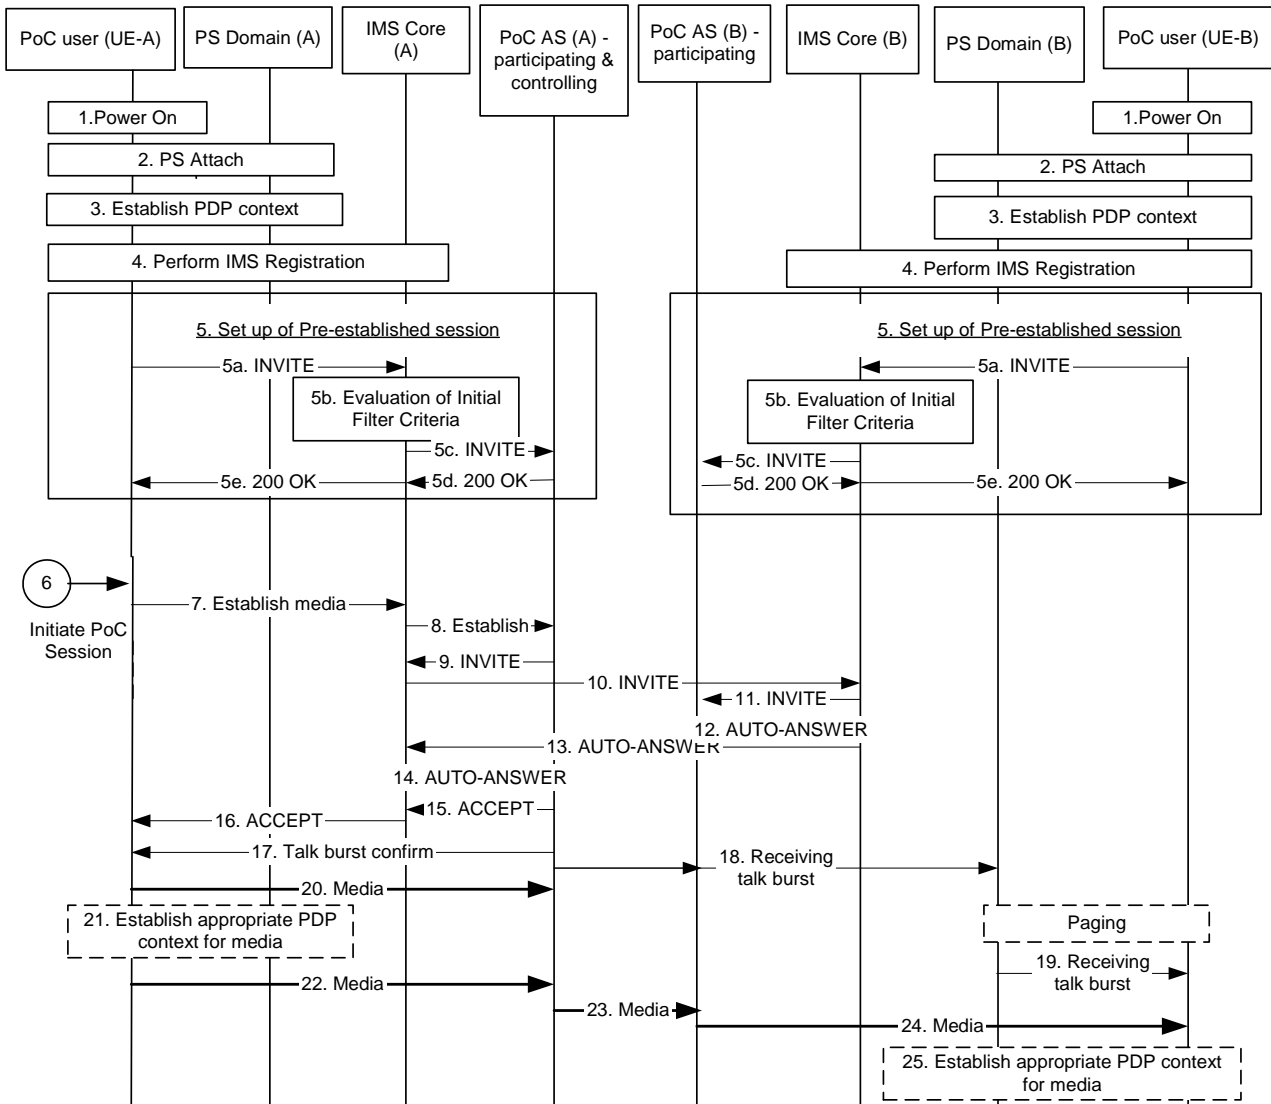 PoC user (UE-A)
PS Domain (A)
IMS Core
(A)
PoC AS (A) -
participating &
controlling
PoC AS (B) -
participating
IMS Core (B)
PS Domain (B)
PoC user (UE-B)
1.Power On
1.Power On
2. PS Attach
2. PS Attach
3. Establish PDP context
3. Establish PDP context
4. Perform IMS Registration
4. Perform IMS Registration
5. Set up of Pre-established session
5. Set up of Pre-established session
5a. INVITE
5a. INVITE
5b. Evaluation of Initial
Filter Criteria
5b. Evaluation of Initial
Filter Criteria
5c. INVITE
5c. INVITE
5e. 200 OK
5d. 200 OK
5d. 200 OK
5e. 200 OK
6
Initiate PoC
Session
7. Establish media
8. Establish
9. INVITE
10. INVITE
11. INVITE
12. AUTO-ANSWER
13. AUTO-ANSWER
14. AUTO-ANSWER
15. ACCEPT
16. ACCEPT
17. Talk burst confirm
18. Receiving
talk burst
20. Media
21. Establish appropriate PDP
context for media
Paging
19. Receiving
talk burst
22. Media
23. Media
24. Media
25. Establish appropriate PDP context
for media